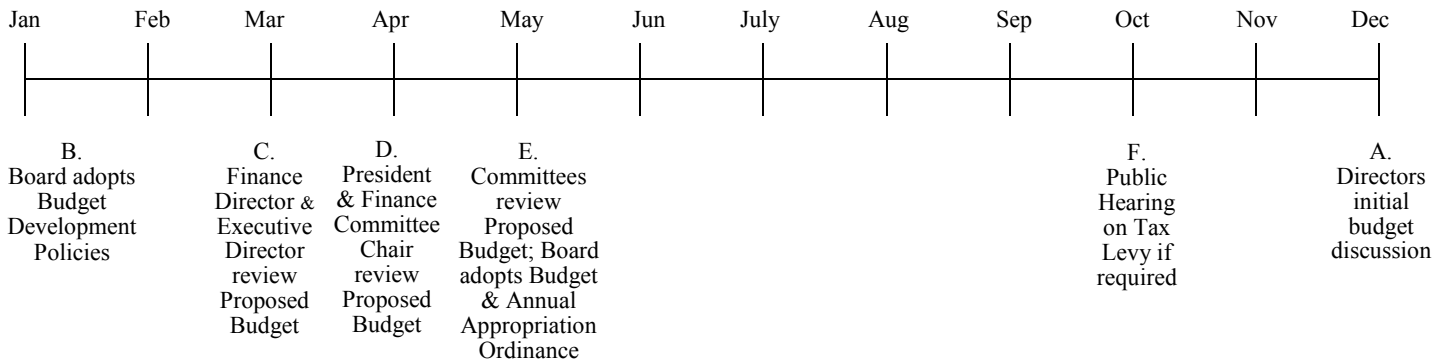 Jan Feb Mar Apr May Jun July Aug Sep Oct Nov Dec
B.
Board adopts
Budget
Development
Policies
C.
Finance
Director &
Executive
Director
review
Proposed
Budget
D.
President
& Finance
Committee
Chair
review
Proposed
Budget
E.
Committees
review
Proposed
Budget; Board
adopts Budget
& Annual
Appropriation
Ordinance
F.
Public
Hearing
on Tax
Levy if
required
A.
Directors
initial
budget
discussion